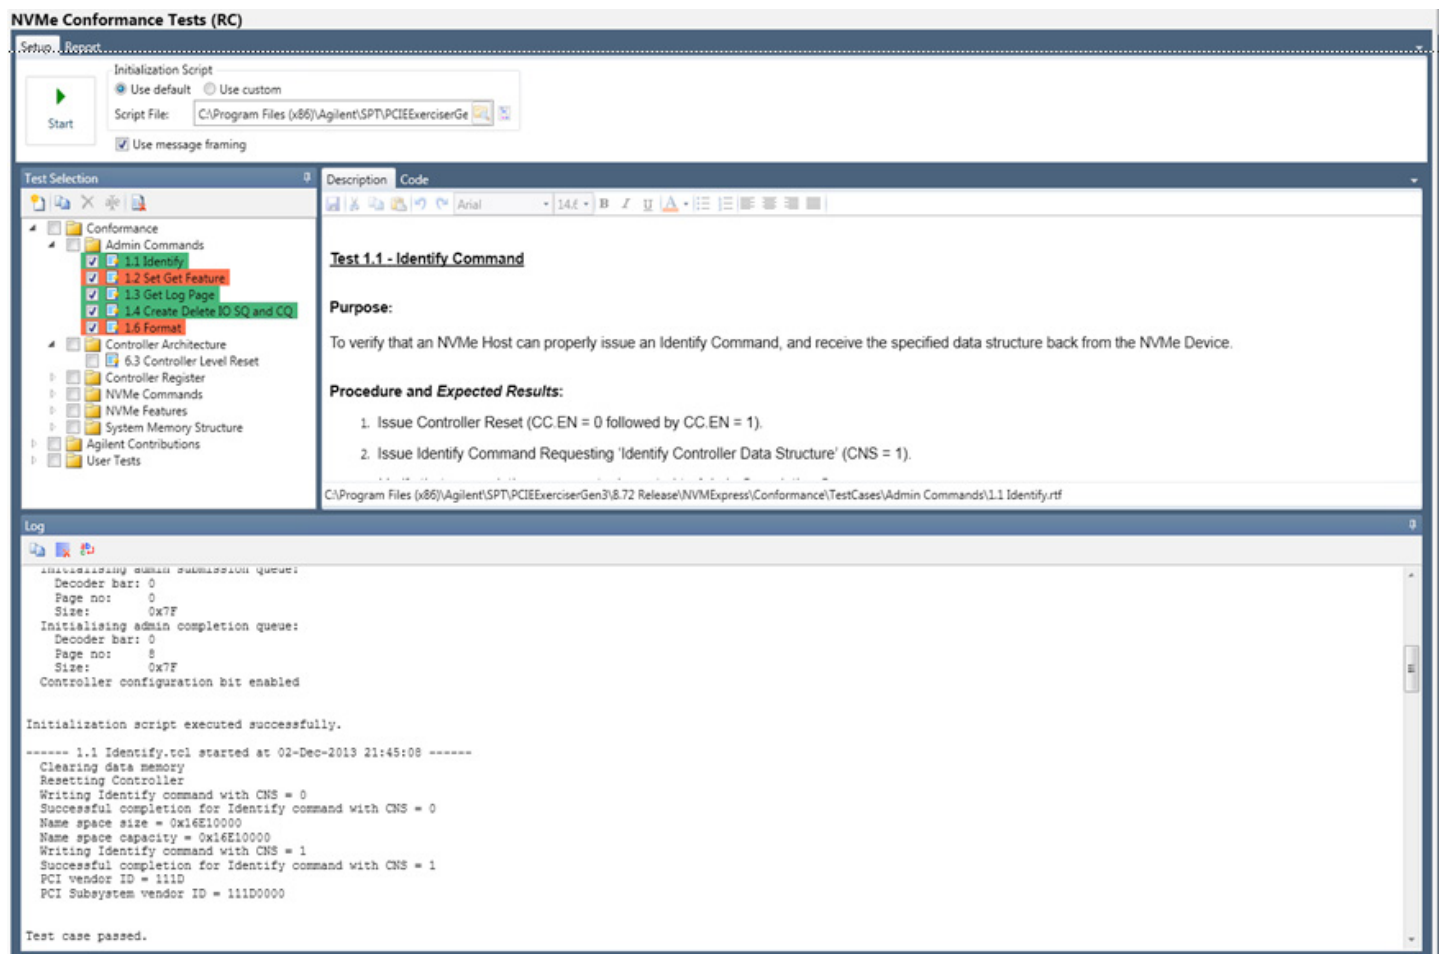 NVMe Conformance Tests (RC)
Setup Report
Initialization Script
Use default Use custom
Start
Script File: C:\Program Files (x86)\Agilent\SPT\PCIEExerciserGe
Use message framing
Test Selection
Description Code
Arial 14.6 B I U A
Conformance
Admin Commands
1.1 Identify
1.2 Set Get Feature
1.3 Get Log Page
1.4 Create Delete IO SQ and CQ
1.6 Format
Controller Architecture
6.3 Controller Level Reset
Controller Register
NVMe Commands
NVMe Features
System Memory Structure
Agilent Contributions
User Tests
Test 1.1 - Identify Command
Purpose:
To verify that an NVMe Host can properly issue an Identify Command, and receive the specified data structure back from the NVMe Device.
Procedure and Expected Results:
1. Issue Controller Reset (CC.EN = 0 followed by CC.EN = 1).
2. Issue Identify Command Requesting 'Identify Controller Data Structure' (CNS = 1).
C:\Program Files (x86)\Agilent\SPT\PCIEExerciserGen3\8.72 Release\NVMExpress\Conformance\TestCases\Admin Commands\1.1 Identify.rtf
Log
Initialising admin submission queue:
Decoder bar: 0
Page no: 0
Size: 0x7F
Initialising admin completion queue:
Decoder bar: 0
Page no: 8
Size: 0x7F
Controller configuration bit enabled
Initialization script executed successfully.
------ 1.1 Identify.tcl started at 02-Dec-2013 21:45:08 ------
Clearing data memory
Resetting Controller
Writing Identify command with CNS = 0
Successful completion for Identify command with CNS = 0
Name space size = 0x16E10000
Name space capacity = 0x16E10000
Writing Identify command with CNS = 1
Successful completion for Identify command with CNS = 1
PCI vendor ID = 111D
PCI Subsystem vendor ID = 111D0000
Test case passed.